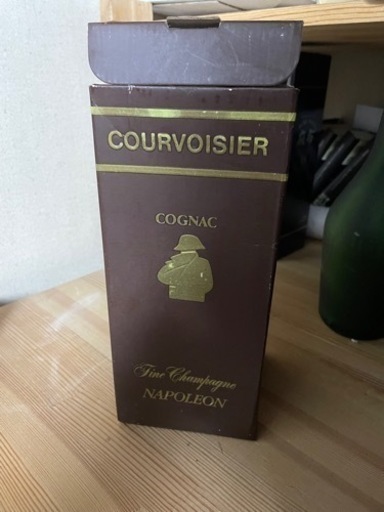 COURVOISIER
COGNAC
Fine Champagne
NAPOLEON